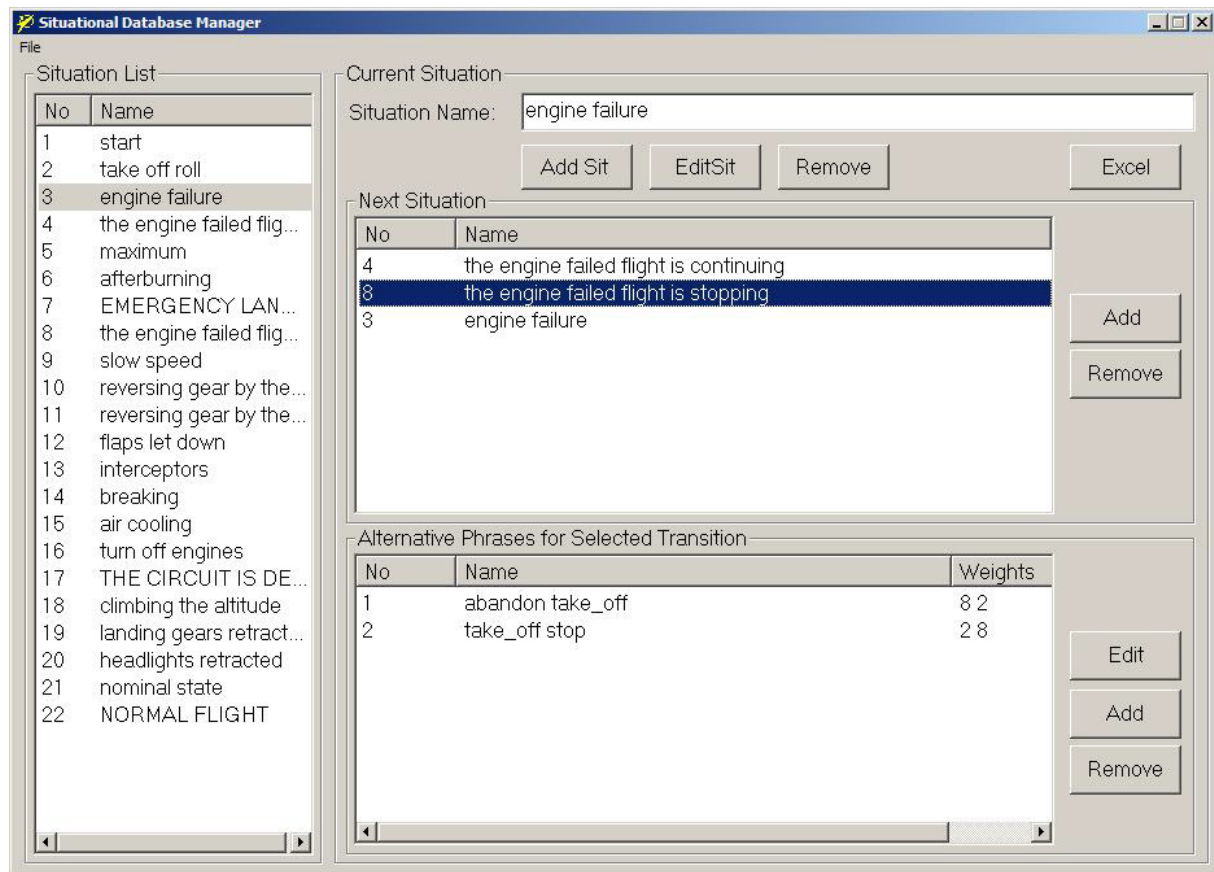 Situational Database Manager
File
Situation List
No Name
1 start
2 take off roll
3 engine failure
4 the engine failed flig...
5 maximum
6 afterburning
7 EMERGENCY LAN...
8 the engine failed flig...
9 slow speed
10 reversing gear by the...
11 reversing gear by the...
12 flaps let down
13 interceptors
14 breaking
15 air cooling
16 turn off engines
17 THE CIRCUIT IS DE...
18 climbing the altitude
19 landing gears retract...
20 headlights retracted
21 nominal state
22 NORMAL FLIGHT
Current Situation
Situation Name: engine failure
Add Sit EditSit Remove Excel
Next Situation
No Name
4 the engine failed flight is continuing
8 the engine failed flight is stopping
3 engine failure
Add
Remove
Alternative Phrases for Selected Transition
No Name Weights
1 abandon take_off 8 2
2 take_off stop 2 8
Edit
Add
Remove